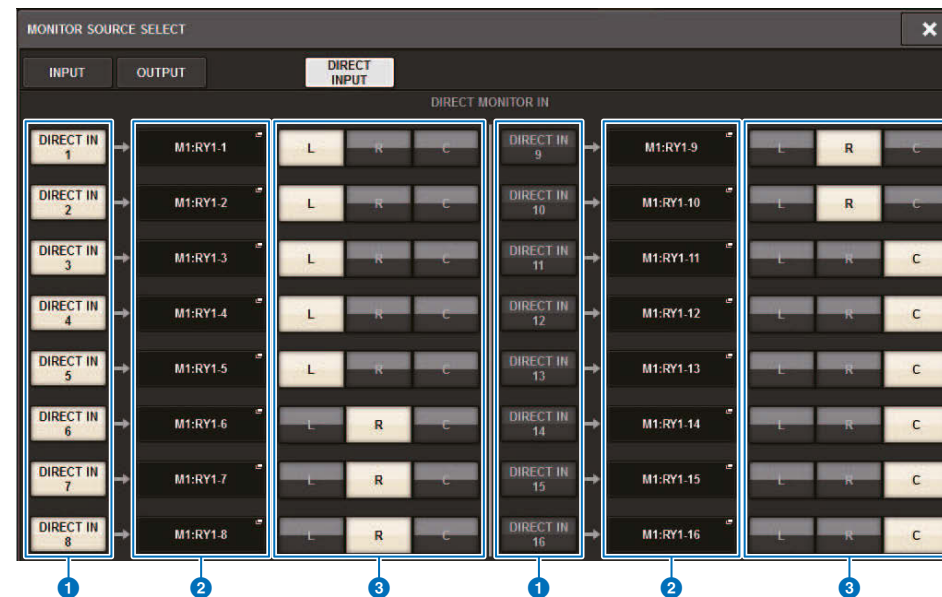 MONITOR SOURCE SELECT
INPUT OUTPUT DIRECT INPUT
DIRECT MONITOR IN
DIRECT IN 1 M1:RY1-1 L R C DIRECT IN 9 M1:RY1-9 L R C
DIRECT IN 2 M1:RY1-2 L R C DIRECT IN 10 M1:RY1-10 L R C
DIRECT IN 3 M1:RY1-3 L R C DIRECT IN 11 M1:RY1-11 L R C
DIRECT IN 4 M1:RY1-4 L R C DIRECT IN 12 M1:RY1-12 L R C
DIRECT IN 5 M1:RY1-5 L R C DIRECT IN 13 M1:RY1-13 L R C
DIRECT IN 6 M1:RY1-6 L R C DIRECT IN 14 M1:RY1-14 L R C
DIRECT IN 7 M1:RY1-7 L R C DIRECT IN 15 M1:RY1-15 L R C
DIRECT IN 8 M1:RY1-8 L R C DIRECT IN 16 M1:RY1-16 L R C
1 2 3 1 2 3